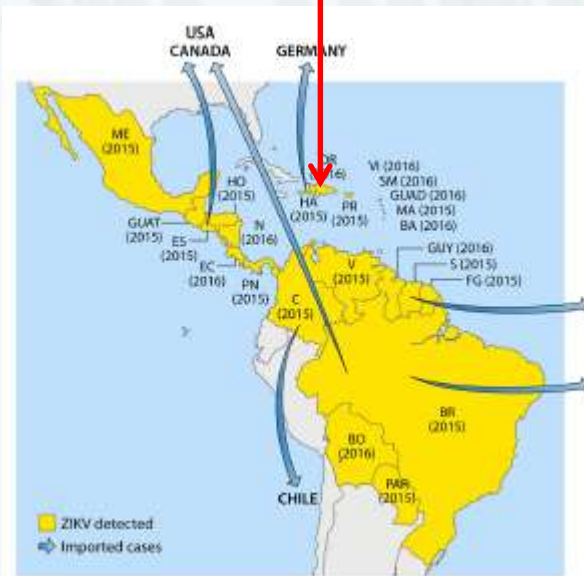 USA
CANADA
GERMANY
ME
(2015)
HO
(2015)
GUAT
(2015)
ES
(2015)
N
(2016)
EC
(2016)
PN
(2015)
HA
(2015)
PR
(2015)
VI (2016)
SM (2016)
GUAD (2016)
MA (2015)
BA (2016)
GUY (2016)
S (2015)
FG (2015)
V
(2015)
C
(2015)
BR
(2015)
BO
(2016)
PAR
(2015)
CHILE
ZIKV detected
Imported cases